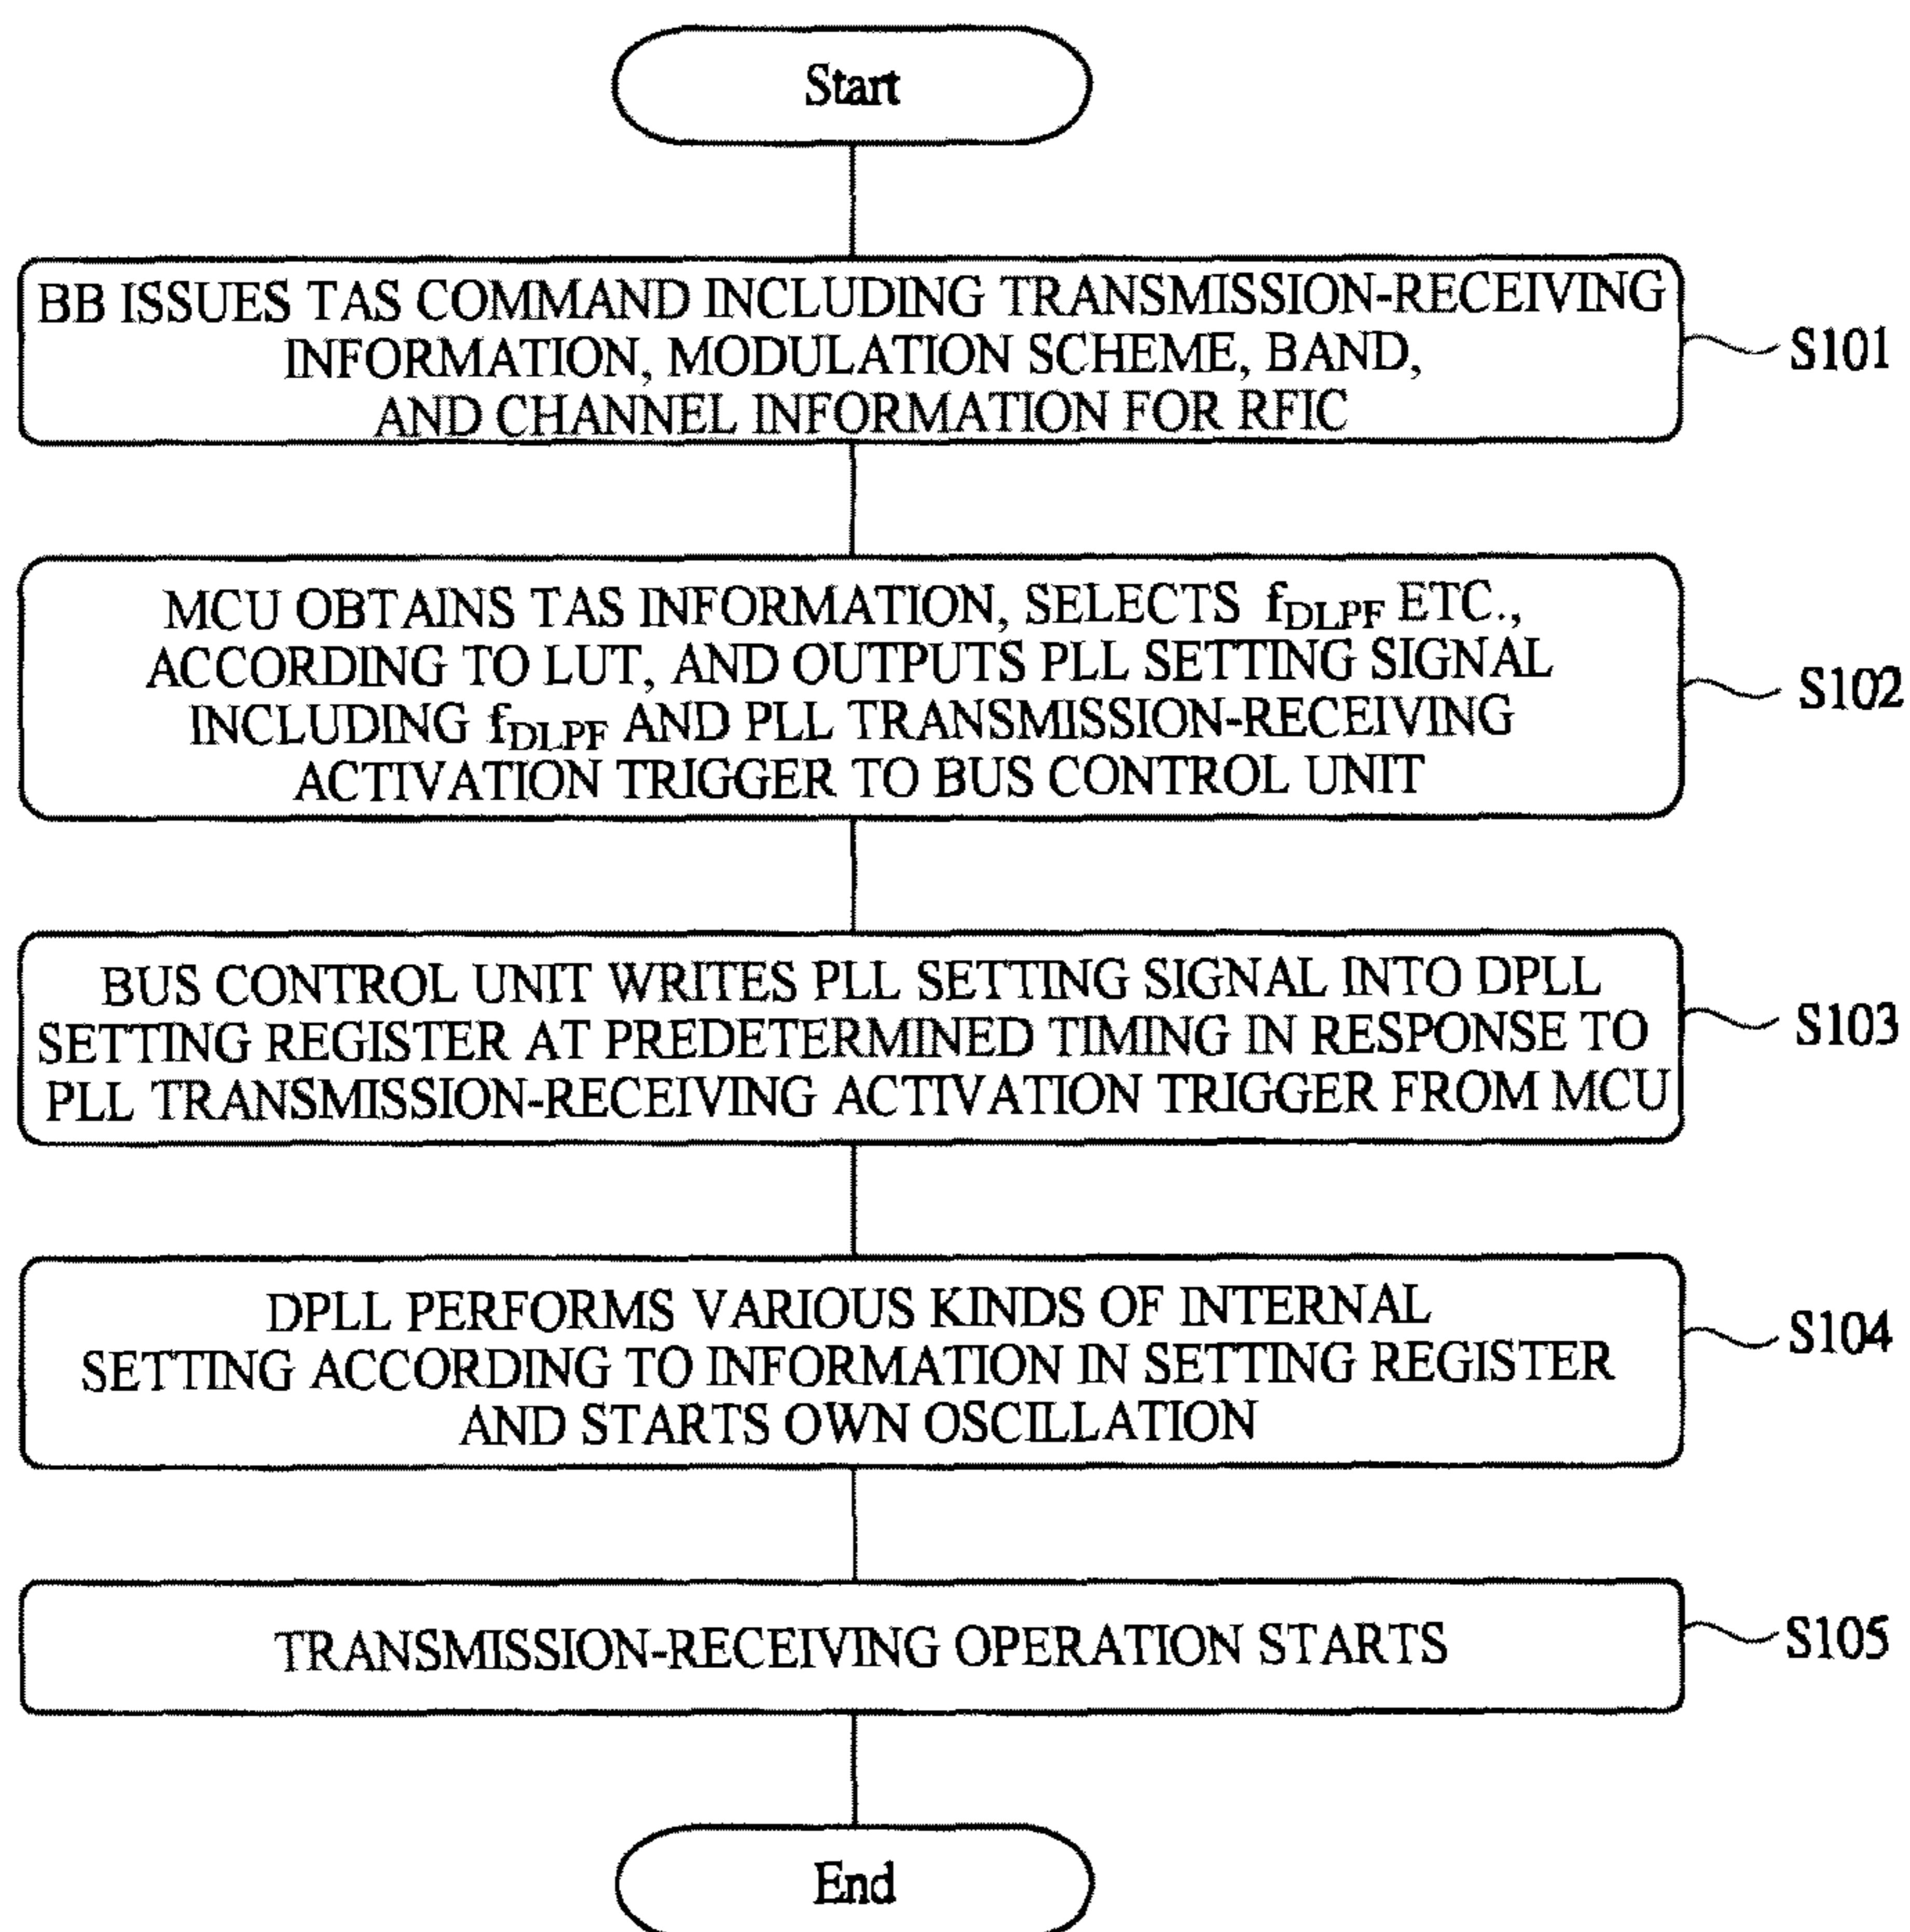 Start
BB ISSUES TAS COMMAND INCLUDING TRANSMISSION-RECEIVING
INFORMATION, MODULATION SCHEME, BAND,
AND CHANNEL INFORMATION FOR RFIC
S101
MCU OBTAINS TAS INFORMATION, SELECTS fDLPF ETC.,
ACCORDING TO LUT, AND OUTPUTS PLL SETTING SIGNAL
INCLUDING fDLPF AND PLL TRANSMISSION-RECEIVING
ACTIVATION TRIGGER TO BUS CONTROL UNIT
S102
BUS CONTROL UNIT WRITES PLL SETTING SIGNAL INTO DPLL
SETTING REGISTER AT PREDETERMINED TIMING IN RESPONSE TO
PLL TRANSMISSION-RECEIVING ACTIVATION TRIGGER FROM MCU
S103
DPLL PERFORMS VARIOUS KINDS OF INTERNAL
SETTING ACCORDING TO INFORMATION IN SETTING REGISTER
AND STARTS OWN OSCILLATION
S104
TRANSMISSION-RECEIVING OPERATION STARTS
S105
End